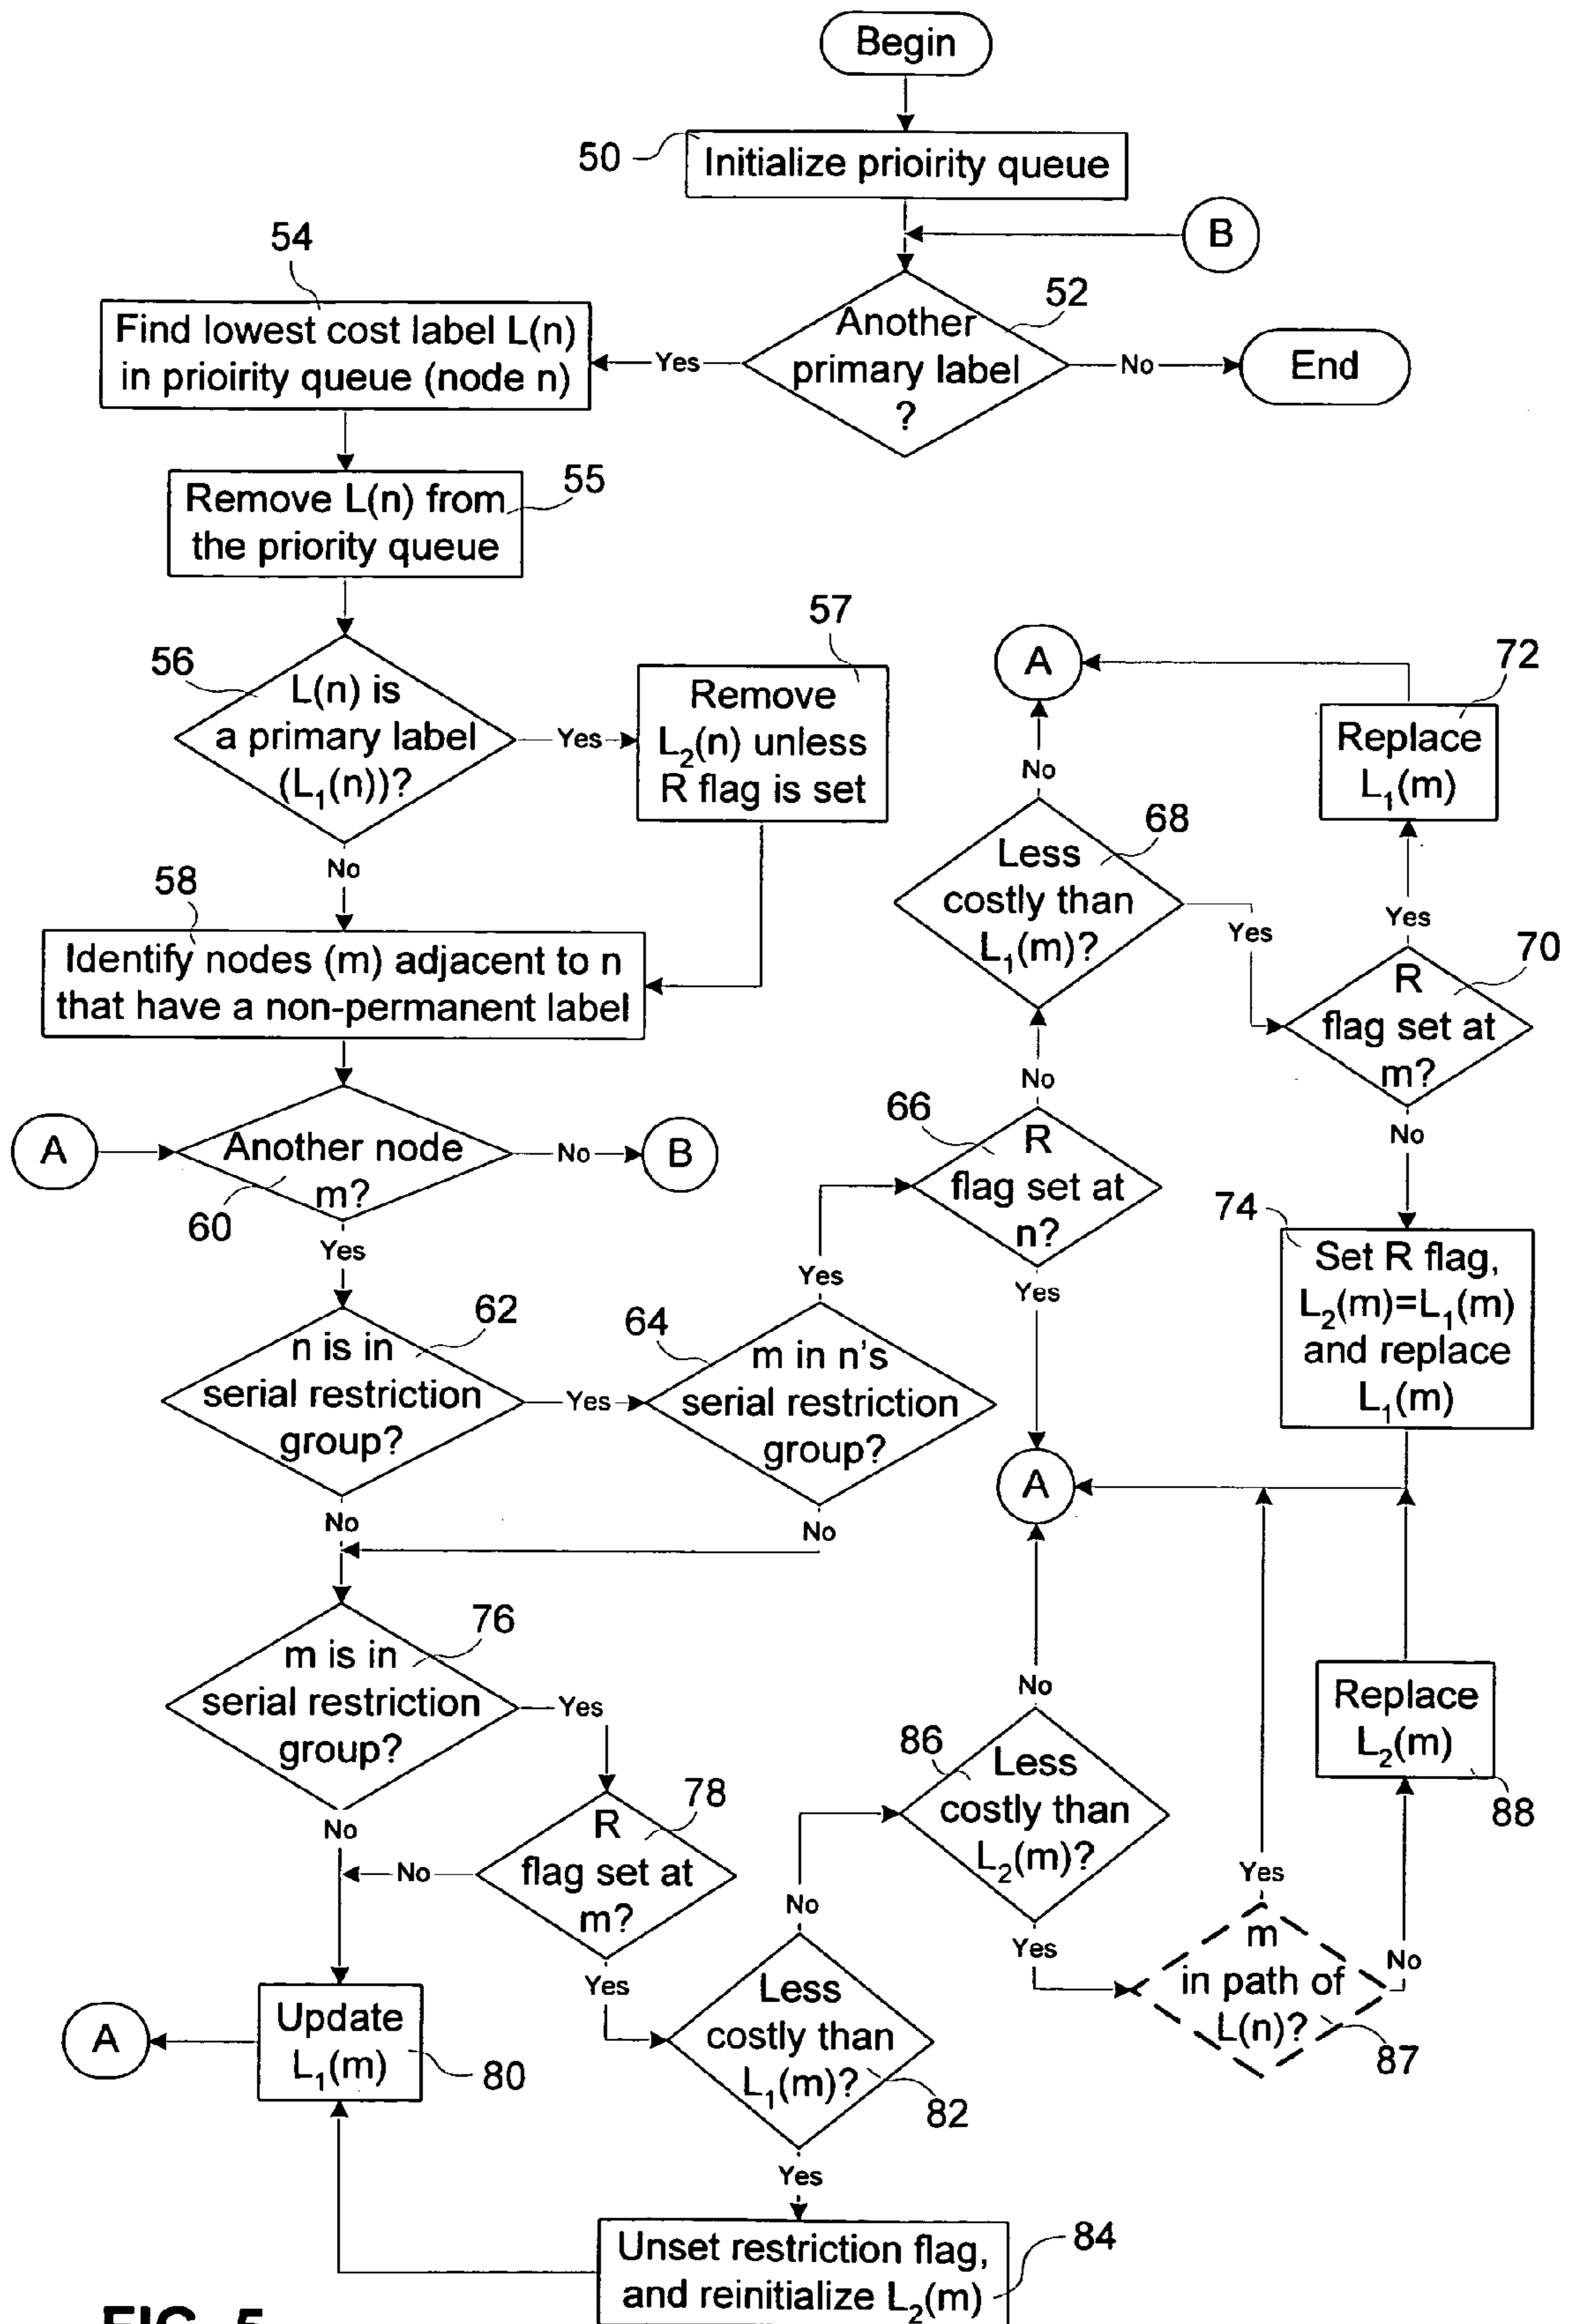 Begin
50
Initialize prioirity queue
B
54
52
Find lowest cost label L(n)
in prioirity queue (node n)
Yes
Another
primary label
?
No
End
Remove L(n) from
the priority queue
55
57
56
L(n) is
a primary label
(L₁(n))?
Yes
Remove
L₂(n) unless
R flag is set
No
A
72
Replace
L₁(m)
No
68
Less
costly than
L₁(m)?
Yes
Yes
70
R
flag set at
m?
No
58
Identify nodes (m) adjacent to n
that have a non-permanent label
A
Another node
m?
60
No
B
Yes
No
66
R
flag set at
n?
Yes
74
Set R flag,
L₂(m)=L₁(m)
and replace
L₁(m)
62
n is in
serial restriction
group?
Yes
64
m in n's
serial restriction
group?
Yes
No
No
A
76
m is in
serial restriction
group?
Yes
No
78
R
flag set at
m?
No
Yes
No
86
Less
costly than
L₂(m)?
Yes
Replace
L₂(m)
88
Yes
m
in path of
L(n)?
87
No
A
Update
L₁(m)
80
No
Less
costly than
L₁(m)?
82
Yes
Unset restriction flag,
and reinitialize L₂(m)
84
FIG. 5